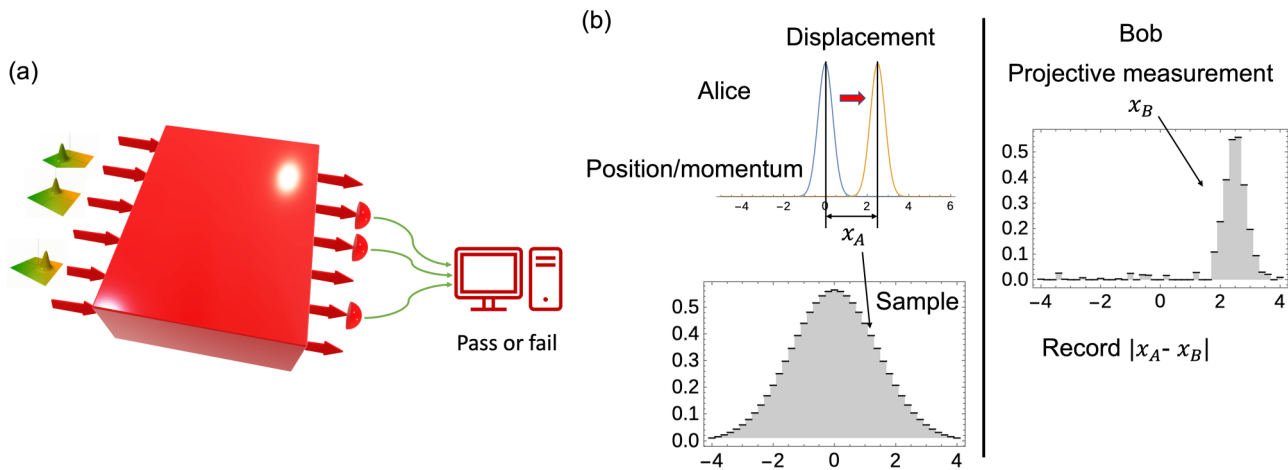 (a)
Pass or fail
(b)
Displacement
Alice
Position/momentum
−4 −2 0 2 4 6
x_A
Sample
0.5
0.4
0.3
0.2
0.1
0.0
−4 −2 0 2 4
Bob
Projective measurement
x_B
0.5
0.4
0.3
0.2
0.1
0.0
−4 −2 0 2 4
Record |x_A- x_B|